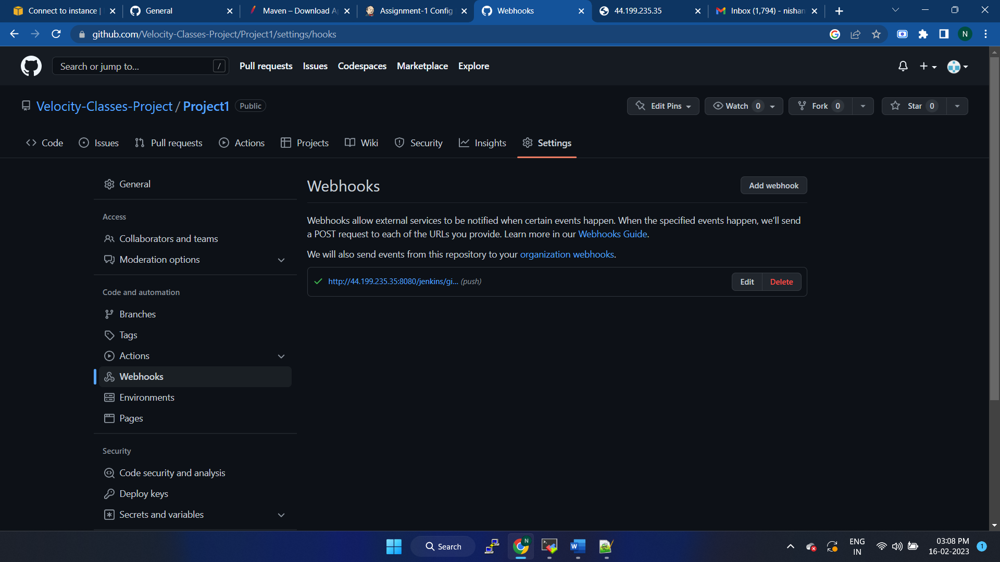 Connect to instance |
General
Maven – Download A
Assignment-1 Config
Webhooks
44.199.235.35
Inbox (1,794) - nishan
github.com/Velocity-Classes-Project/Project1/settings/hooks
N
Search or jump to...
/
Pull requests
Issues
Codespaces
Marketplace
Explore
Velocity-Classes-Project / Project1
Public
Edit Pins
Watch 0
Fork 0
Star 0
Code
Issues
Pull requests
Actions
Projects
Wiki
Security
Insights
Settings
General
Access
Collaborators and teams
Moderation options
Code and automation
Branches
Tags
Actions
Webhooks
Environments
Pages
Security
Code security and analysis
Deploy keys
Secrets and variables
Webhooks
Add webhook
Webhooks allow external services to be notified when certain events happen. When the specified events happen, we’ll send
a POST request to each of the URLs you provide. Learn more in our Webhooks Guide.
We will also send events from this repository to your organization webhooks.
http://44.199.235.35:8080/jenkins/gi... (push)
Edit
Delete
Search
N
W
ENG
IN
03:08 PM
16-02-2023
1